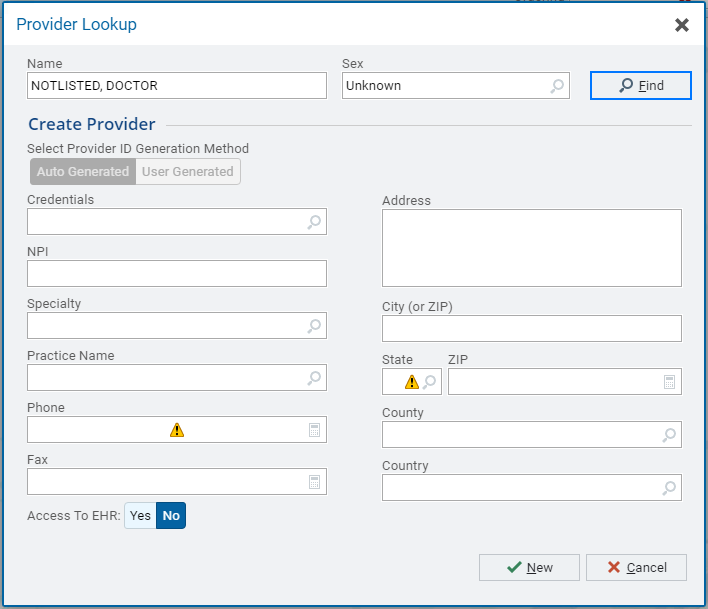 Provider Lookup
Name
Sex
NOTLISTED, DOCTOR
Unknown
Find
Create Provider
Select Provider ID Generation Method
Auto Generated
User Generated
Credentials
Address
NPI
Specialty
City (or ZIP)
Practice Name
State
ZIP
Phone
County
Fax
Country
Access To EHR:
Yes
No
New
Cancel